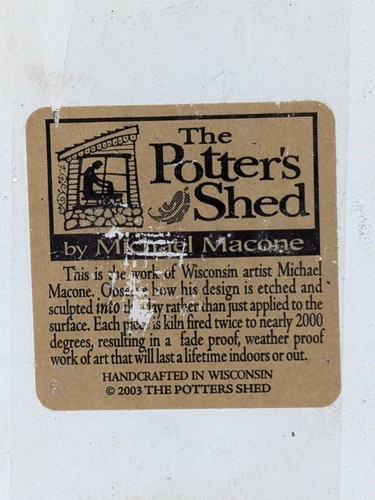 The
Potter's
Shed
by Michael Macone
This is the work of Wisconsin artist Michael
Macone. Observe how his design is etched and
sculpted into the clay rather than just applied to the
surface. Each piece is kiln fired twice to nearly 2000
degrees, resulting in a fade proof, weather proof
work of art that will last a lifetime indoors or out.
HANDCRAFTED IN WISCONSIN
© 2003 THE POTTERS SHED